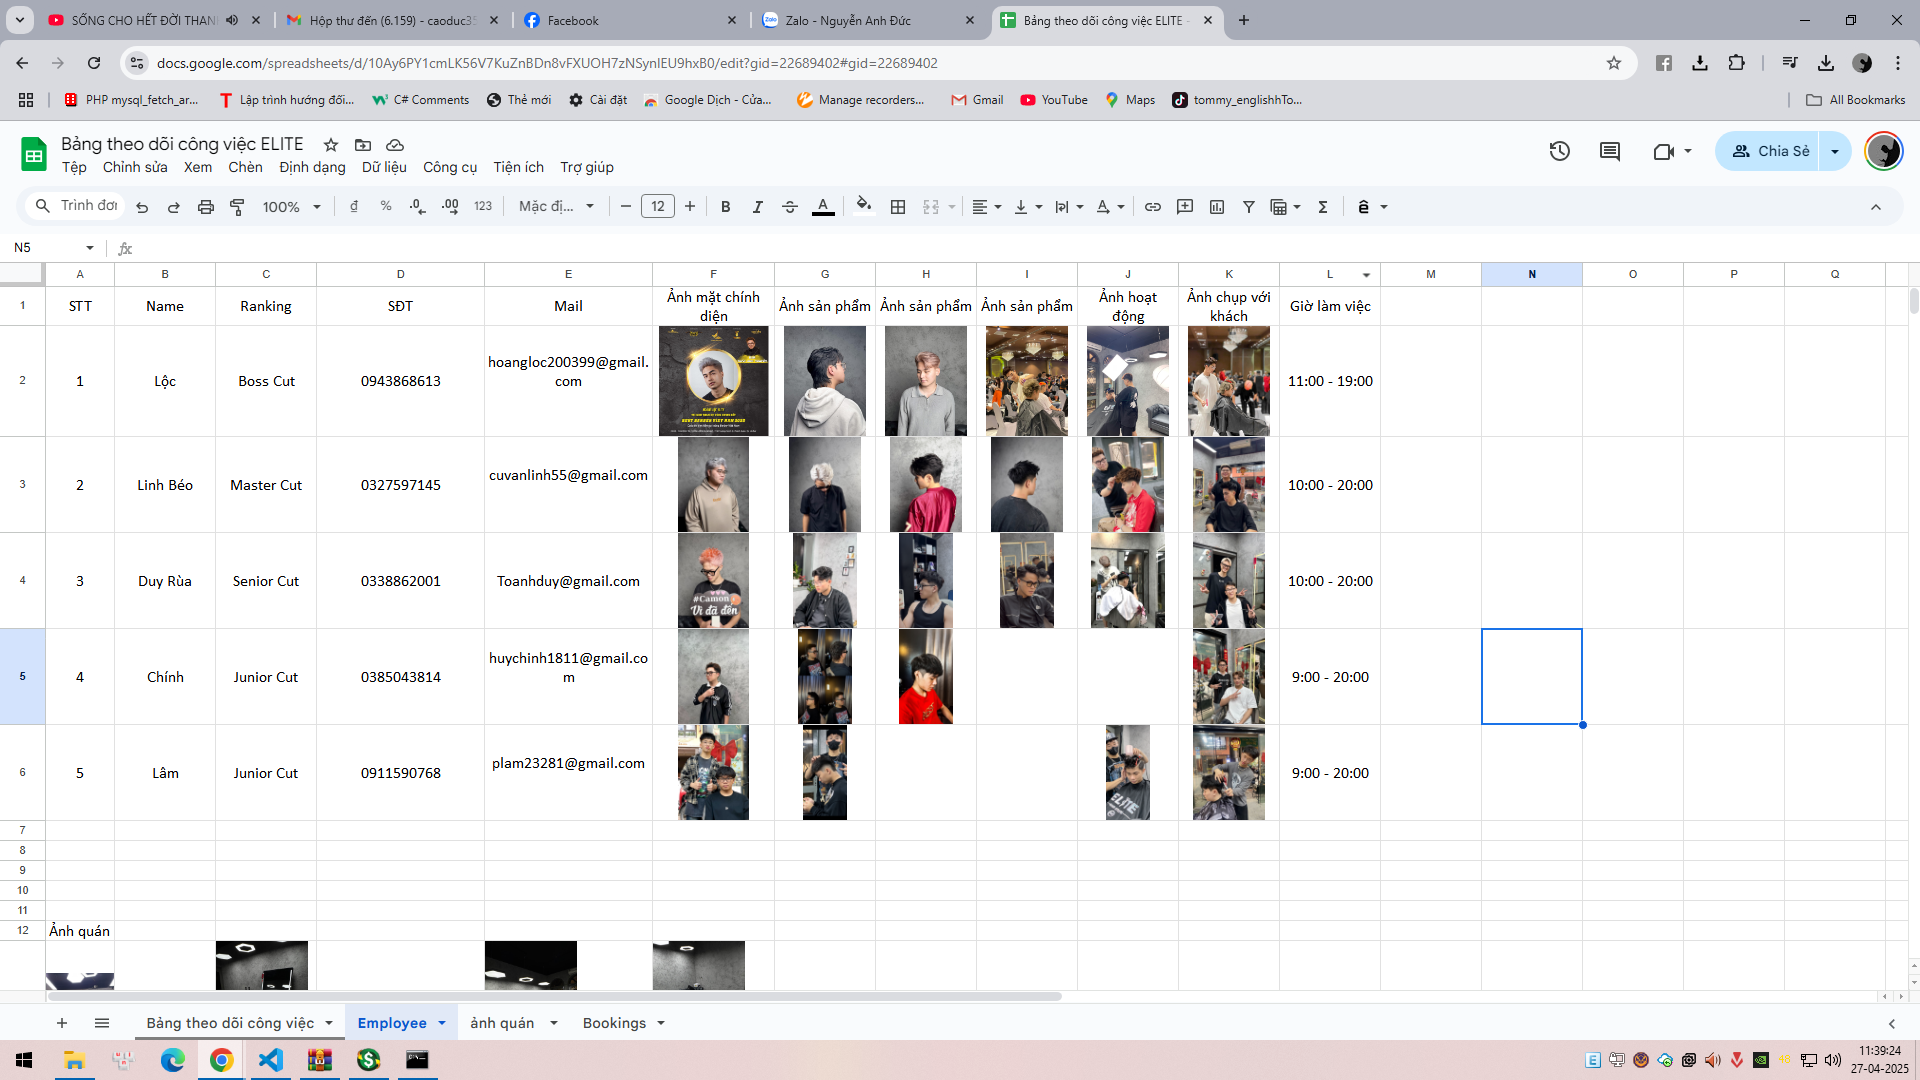 SỐNG CHO HẾT ĐỜI THAN
Hộp thư đến (6.159) - caoduc35
Facebook
Zalo - Nguyễn Anh Đức
Bảng theo dõi công việc ELITE -
docs.google.com/spreadsheets/d/10Ay6PY1cmLK56V7KuZnBDn8vFXUOH7zNSynIEU9hxB0/edit?gid=22689402#gid=22689402
PHP mysql_fetch_ar...
Lập trình hướng đối...
C# Comments
Thẻ mới
Cài đặt
Google Dịch - Cửa...
Manage recorders...
Gmail
YouTube
Maps
tommy_englishhTo...
All Bookmarks
Bảng theo dõi công việc ELITE
Tệp Chỉnh sửa Xem Chèn Định dạng Dữ liệu Công cụ Tiện ích Trợ giúp
Chia Sẻ
Trình đơn 100% đ % .0 .00 123 Mặc đị... 12 B I A Σ ê
N5 fx
A B C D E F G H I J K L M N O P Q
1 STT Name Ranking SĐT Mail Ảnh mặt chính diện Ảnh sản phẩm Ảnh sản phẩm Ảnh sản phẩm Ảnh hoạt động Ảnh chụp với khách Giờ làm việc
2 1 Lộc Boss Cut 0943868613 hoangloc200399@gmail.com 11:00 - 19:00
3 2 Linh Béo Master Cut 0327597145 cuvanlinh55@gmail.com 10:00 - 20:00
4 3 Duy Rùa Senior Cut 0338862001 Toanhduy@gmail.com #Camon Vì đã đến 10:00 - 20:00
5 4 Chính Junior Cut 0385043814 huychinh1811@gmail.com 9:00 - 20:00
6 5 Lâm Junior Cut 0911590768 plam23281@gmail.com ELITE 9:00 - 20:00
7
8
9
10
11
12 Ảnh quán
Bảng theo dõi công việc Employee ảnh quán Bookings
11:39:24
27-04-2025